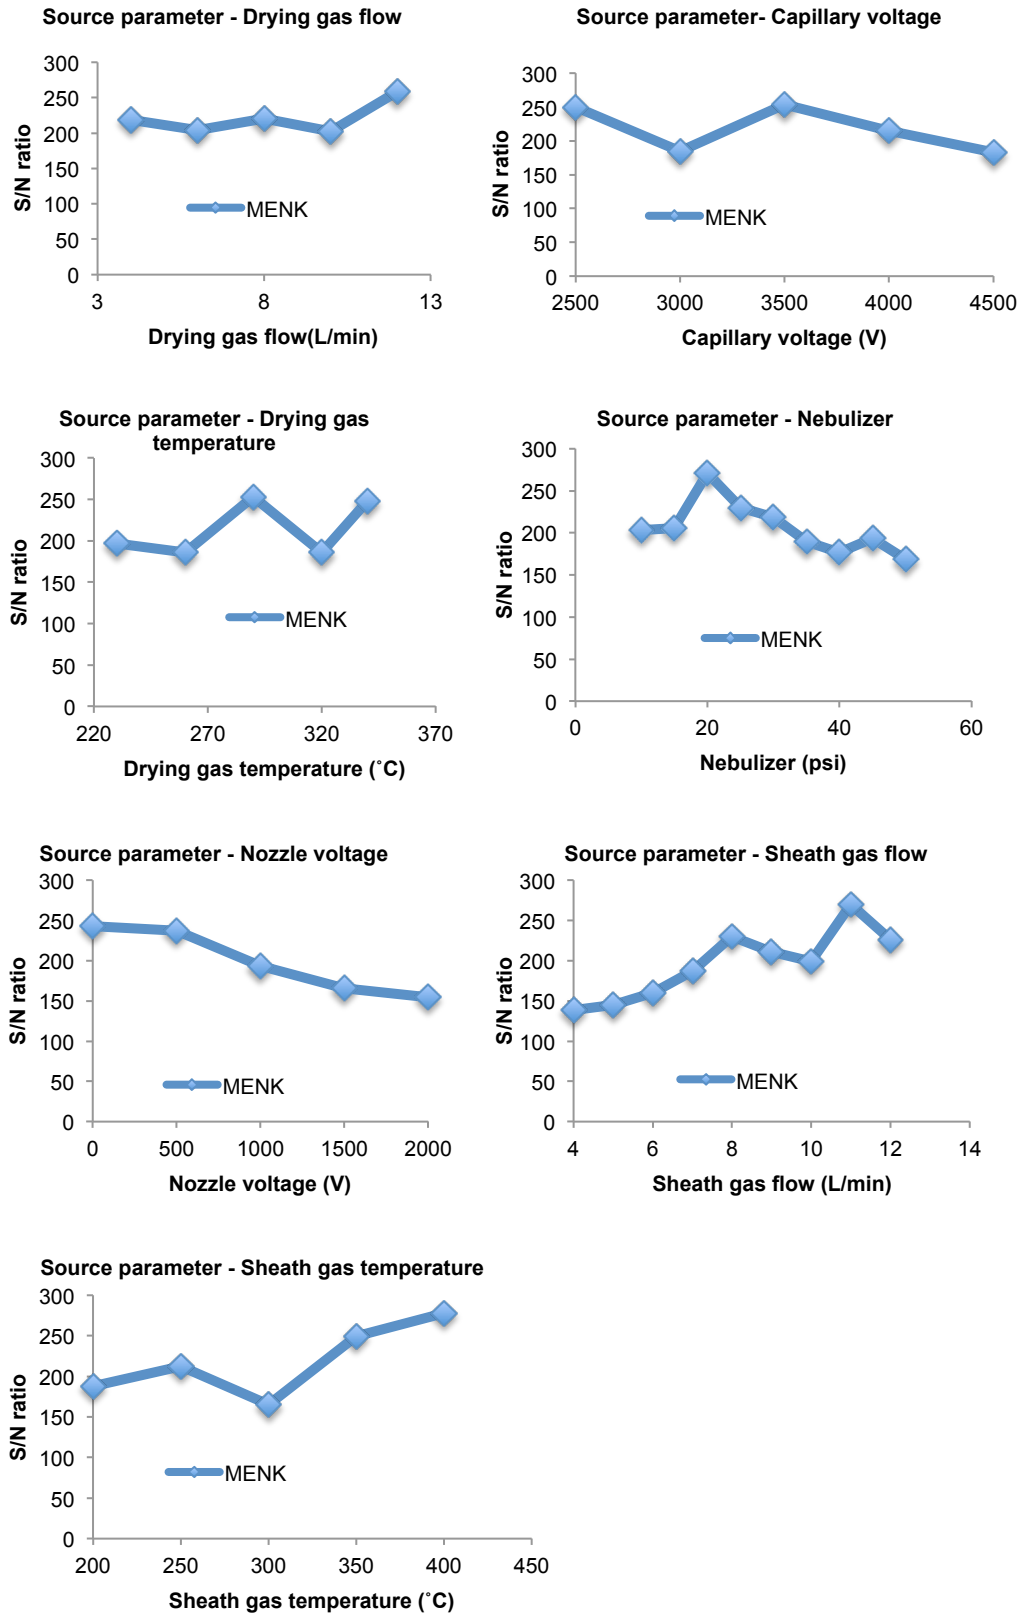 Source parameter - Drying gas flow
300
250
200
150
100
50
0
S/N ratio
MENK
3
8
13
Drying gas flow(L/min)
Source parameter- Capillary voltage
300
250
200
150
100
50
0
S/N ratio
MENK
2500
3000
3500
4000
4500
Capillary voltage (V)
Source parameter - Drying gas
temperature
300
250
200
150
100
50
0
S/N ratio
MENK
220
270
320
370
Drying gas temperature (˚C)
Source parameter - Nebulizer
300
250
200
150
100
50
0
S/N ratio
MENK
0
20
40
60
Nebulizer (psi)
Source parameter - Nozzle voltage
300
250
200
150
100
50
0
S/N ratio
MENK
0
500
1000
1500
2000
Nozzle voltage (V)
Source parameter - Sheath gas flow
300
250
200
150
100
50
0
S/N ratio
MENK
4
6
8
10
12
14
Sheath gas flow (L/min)
Source parameter - Sheath gas temperature
300
250
200
150
100
50
0
S/N ratio
MENK
200
250
300
350
400
450
Sheath gas temperature (˚C)